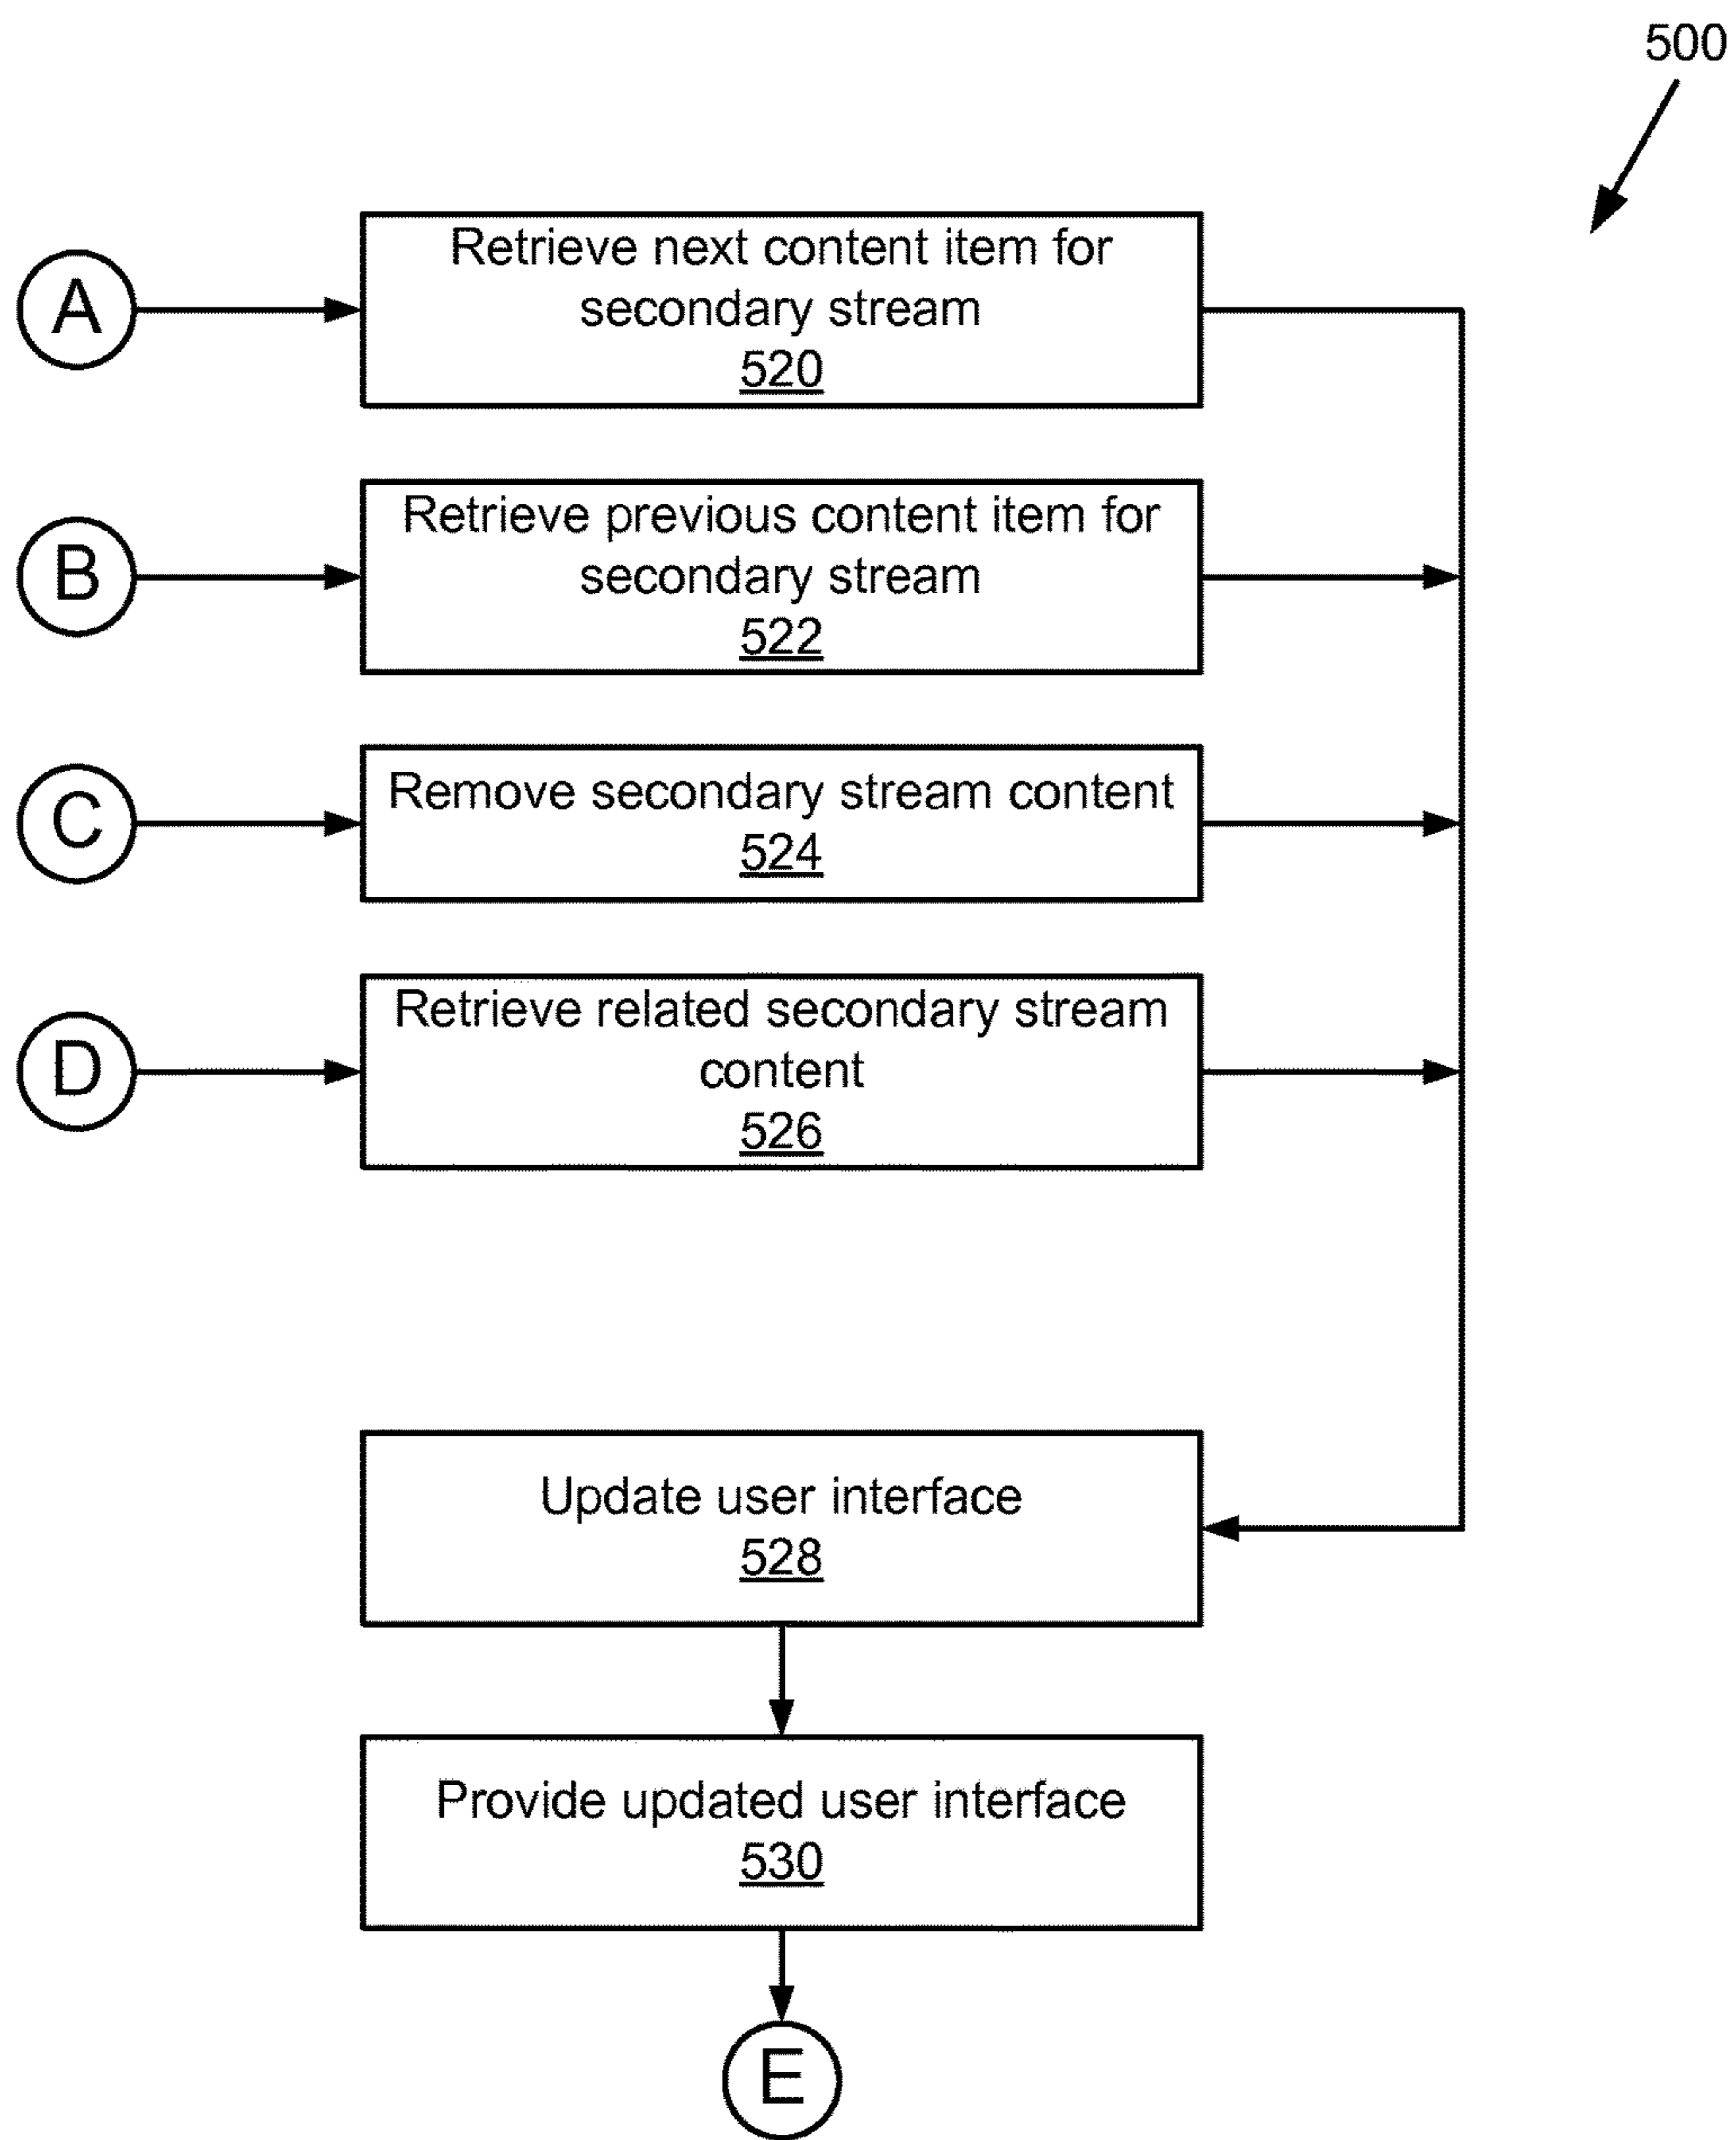 500
A
Retrieve next content item for
secondary stream
520
B
Retrieve previous content item for
secondary stream
522
C
Remove secondary stream content
524
D
Retrieve related secondary stream
content
526
Update user interface
528
Provide updated user interface
530
E